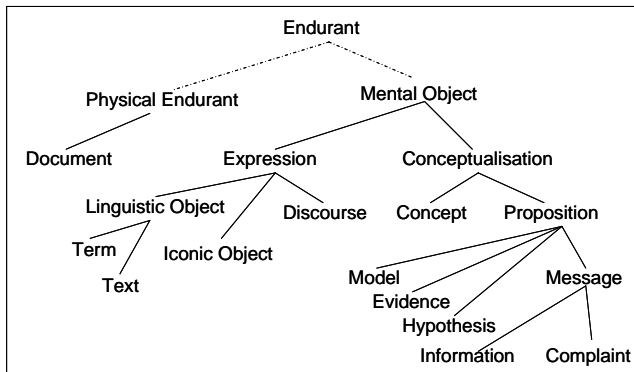 Endurant
Physical Endurant
Mental Object
Document
Expression
Conceptualisation
Linguistic Object
Discourse
Concept
Proposition
Term
Iconic Object
Text
Model
Message
Evidence
Hypothesis
Information
Complaint